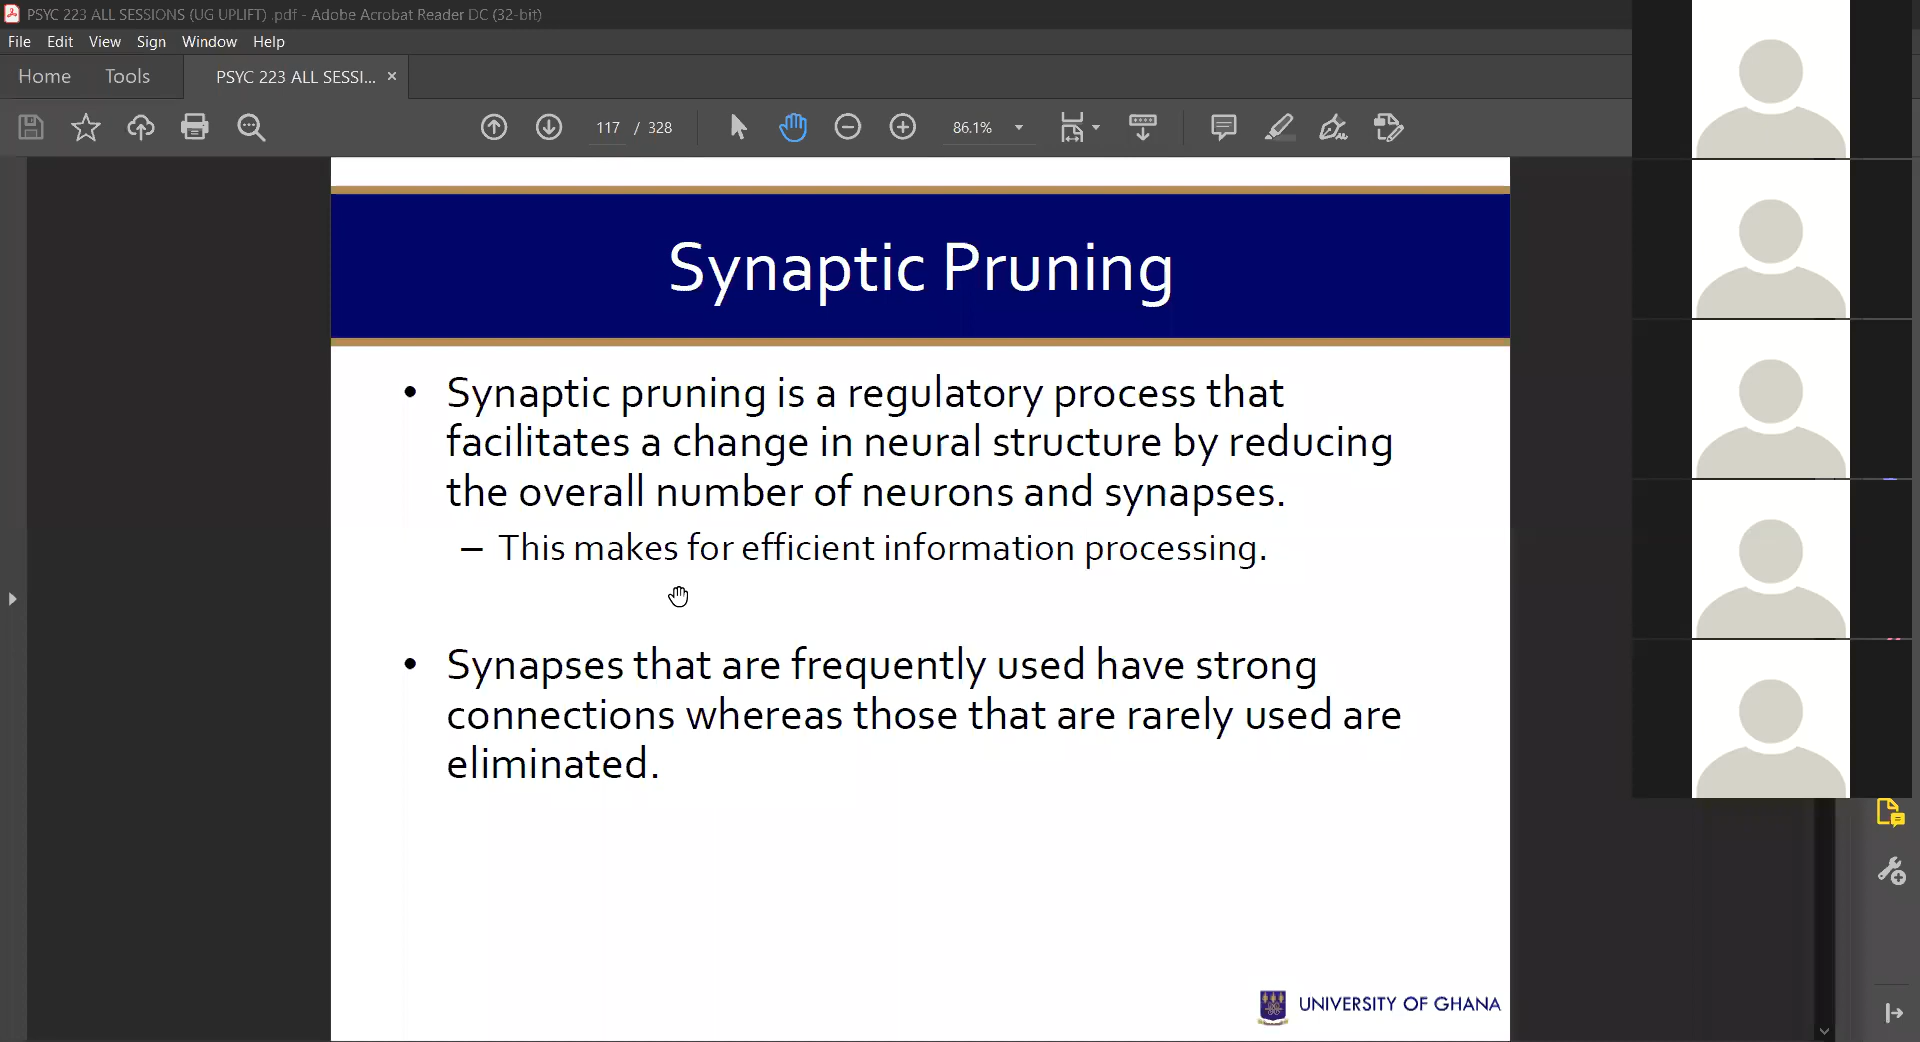 PSYC 223 ALL SESSIONS (UG UPLIFT) .pdf - Adobe Acrobat Reader DC (32-bit)
File Edit View Sign Window Help
Home Tools PSYC 223 ALL SESSI... ×
117 / 328 86.1%
Synaptic Pruning
• Synaptic pruning is a regulatory process that
facilitates a change in neural structure by reducing
the overall number of neurons and synapses.
– This makes for efficient information processing.
• Synapses that are frequently used have strong
connections whereas those that are rarely used are
eliminated.
UNIVERSITY OF GHANA